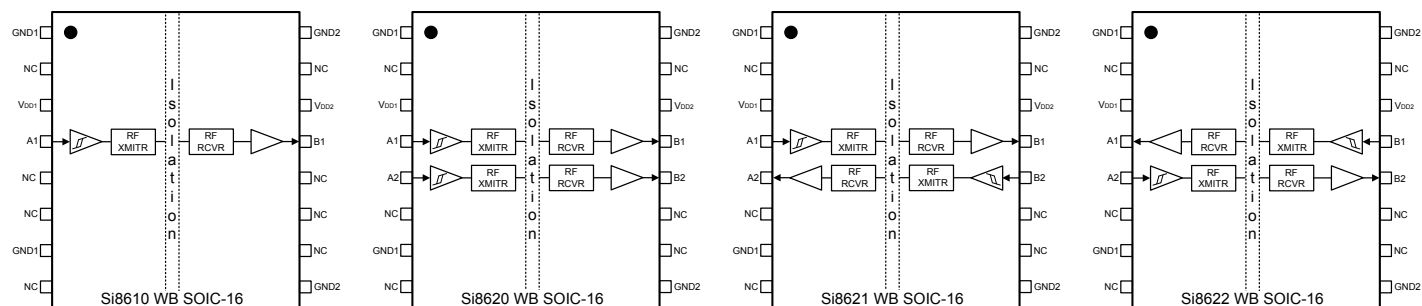 GND1
NC
VDD1
A1
NC
NC
GND1
NC
RF
XMITR
Isolation
RF
RCVR
GND2
NC
VDD2
B1
NC
NC
NC
GND2
Si8610 WB SOIC-16
GND1
NC
VDD1
A1
A2
NC
GND1
NC
RF
XMITR
RF
XMITR
Isolation
RF
RCVR
RF
RCVR
GND2
NC
VDD2
B1
B2
NC
NC
GND2
Si8620 WB SOIC-16
GND1
NC
VDD1
A1
A2
NC
GND1
NC
RF
XMITR
RF
RCVR
Isolation
RF
RCVR
RF
XMITR
GND2
NC
VDD2
B1
B2
NC
NC
GND2
Si8621 WB SOIC-16
GND1
NC
VDD1
A1
A2
NC
GND1
NC
RF
RCVR
RF
XMITR
Isolation
RF
XMITR
RF
RCVR
GND2
NC
VDD2
B1
B2
NC
NC
GND2
Si8622 WB SOIC-16